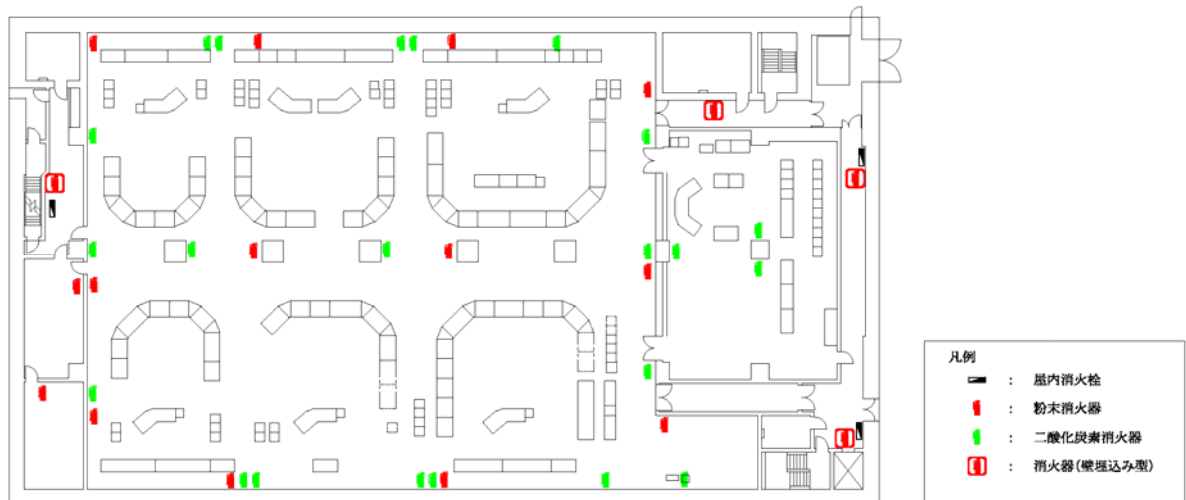 凡例
： 屋内消火栓
： 粉末消火器
： 二酸化炭素消火器
： 消火器(壁埋込み型)